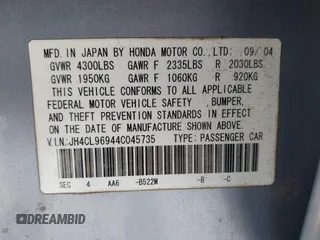 MFD. IN JAPAN BY HONDA MOTOR CO., LTD. 09/'04
GVWR 4300LBS GAWR F 2335LBS R 2030LBS
GVWR 1950KG GAWR F 1060KG R 920KG
THIS VEHICLE CONFORMS TO ALL APPLICABLE
FEDERAL MOTOR VEHICLE SAFETY , BUMPER,
AND THEFT PREVENTION STANDARDS IN EFFECT
ON THE DATE OF MANUFACTURE SHOWN ABOVE.
V.I.N.:JH4CL96944C045735 TYPE:PASSENGER CAR
SEC 4 AA6 -B522M -B -C
DREAMBID
DREAMBID.COM